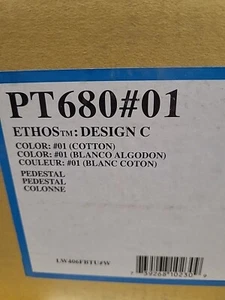 PT680#01
ETHOS™: DESIGN C
COLOR: #01 (COTTON)
COLOR: #01 (BLANCO ALGODON)
COULEUR: #01 (BLANC COTON)
PEDESTAL
PEDESTAL
COLONNE